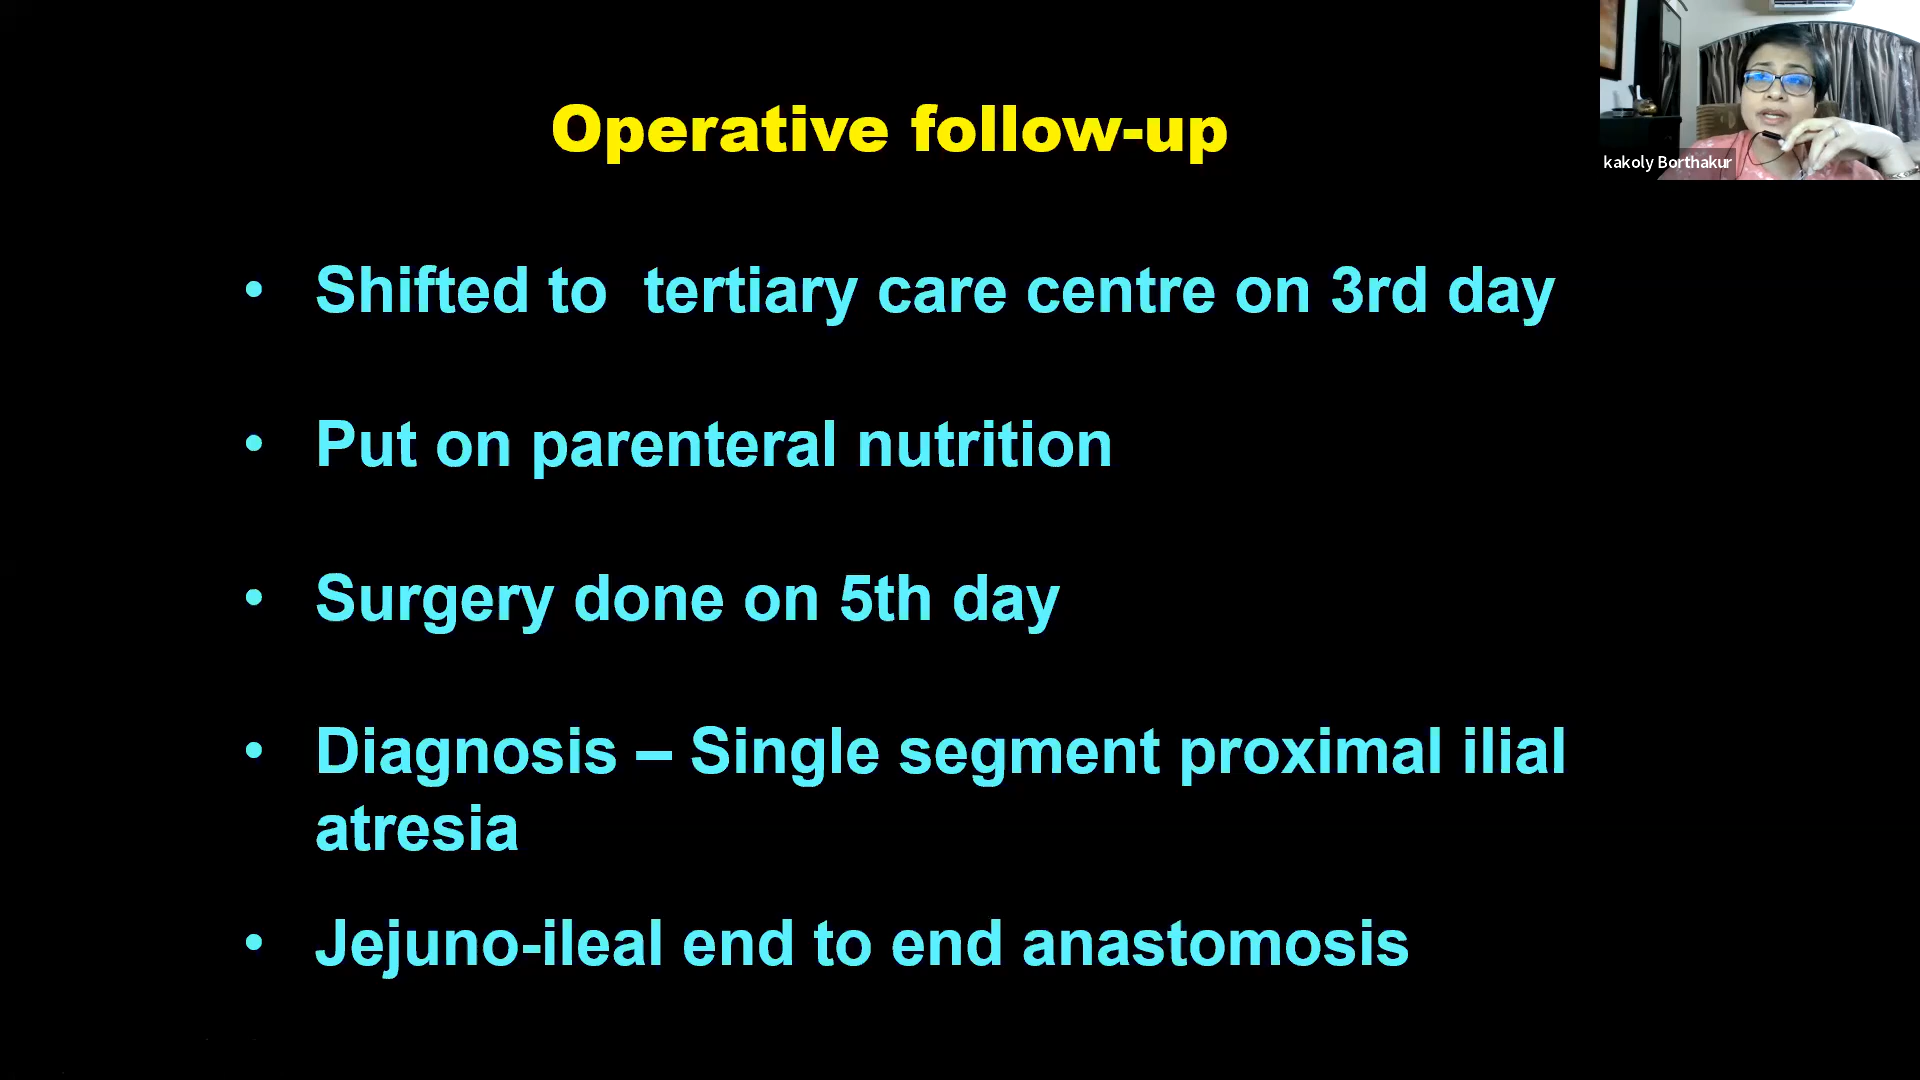 Operative follow-up
kakoly Borthakur
• Shifted to tertiary care centre on 3rd day
• Put on parenteral nutrition
• Surgery done on 5th day
• Diagnosis – Single segment proximal ilial
atresia
• Jejuno-ileal end to end anastomosis